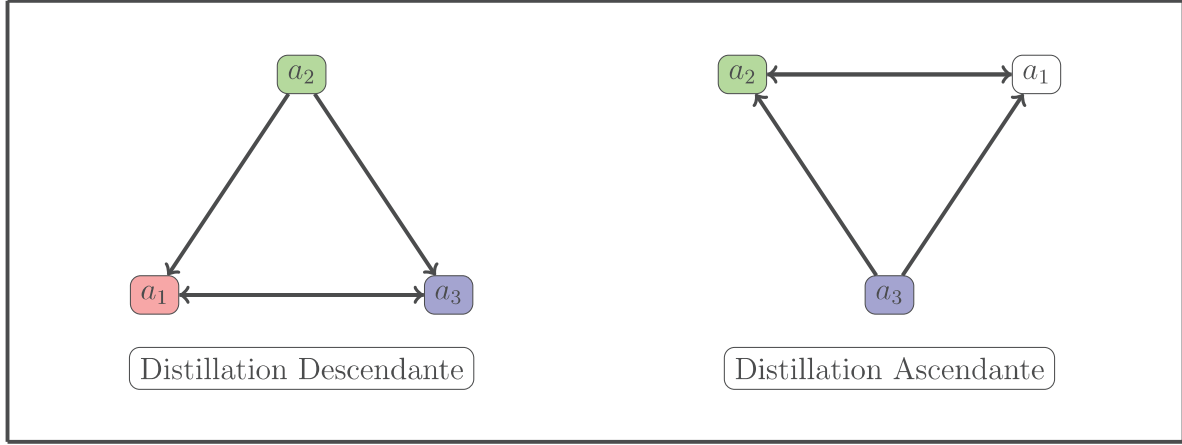 a₂
a₂ a₁
a₁ a₃
a₃
Distillation Descendante
Distillation Ascendante